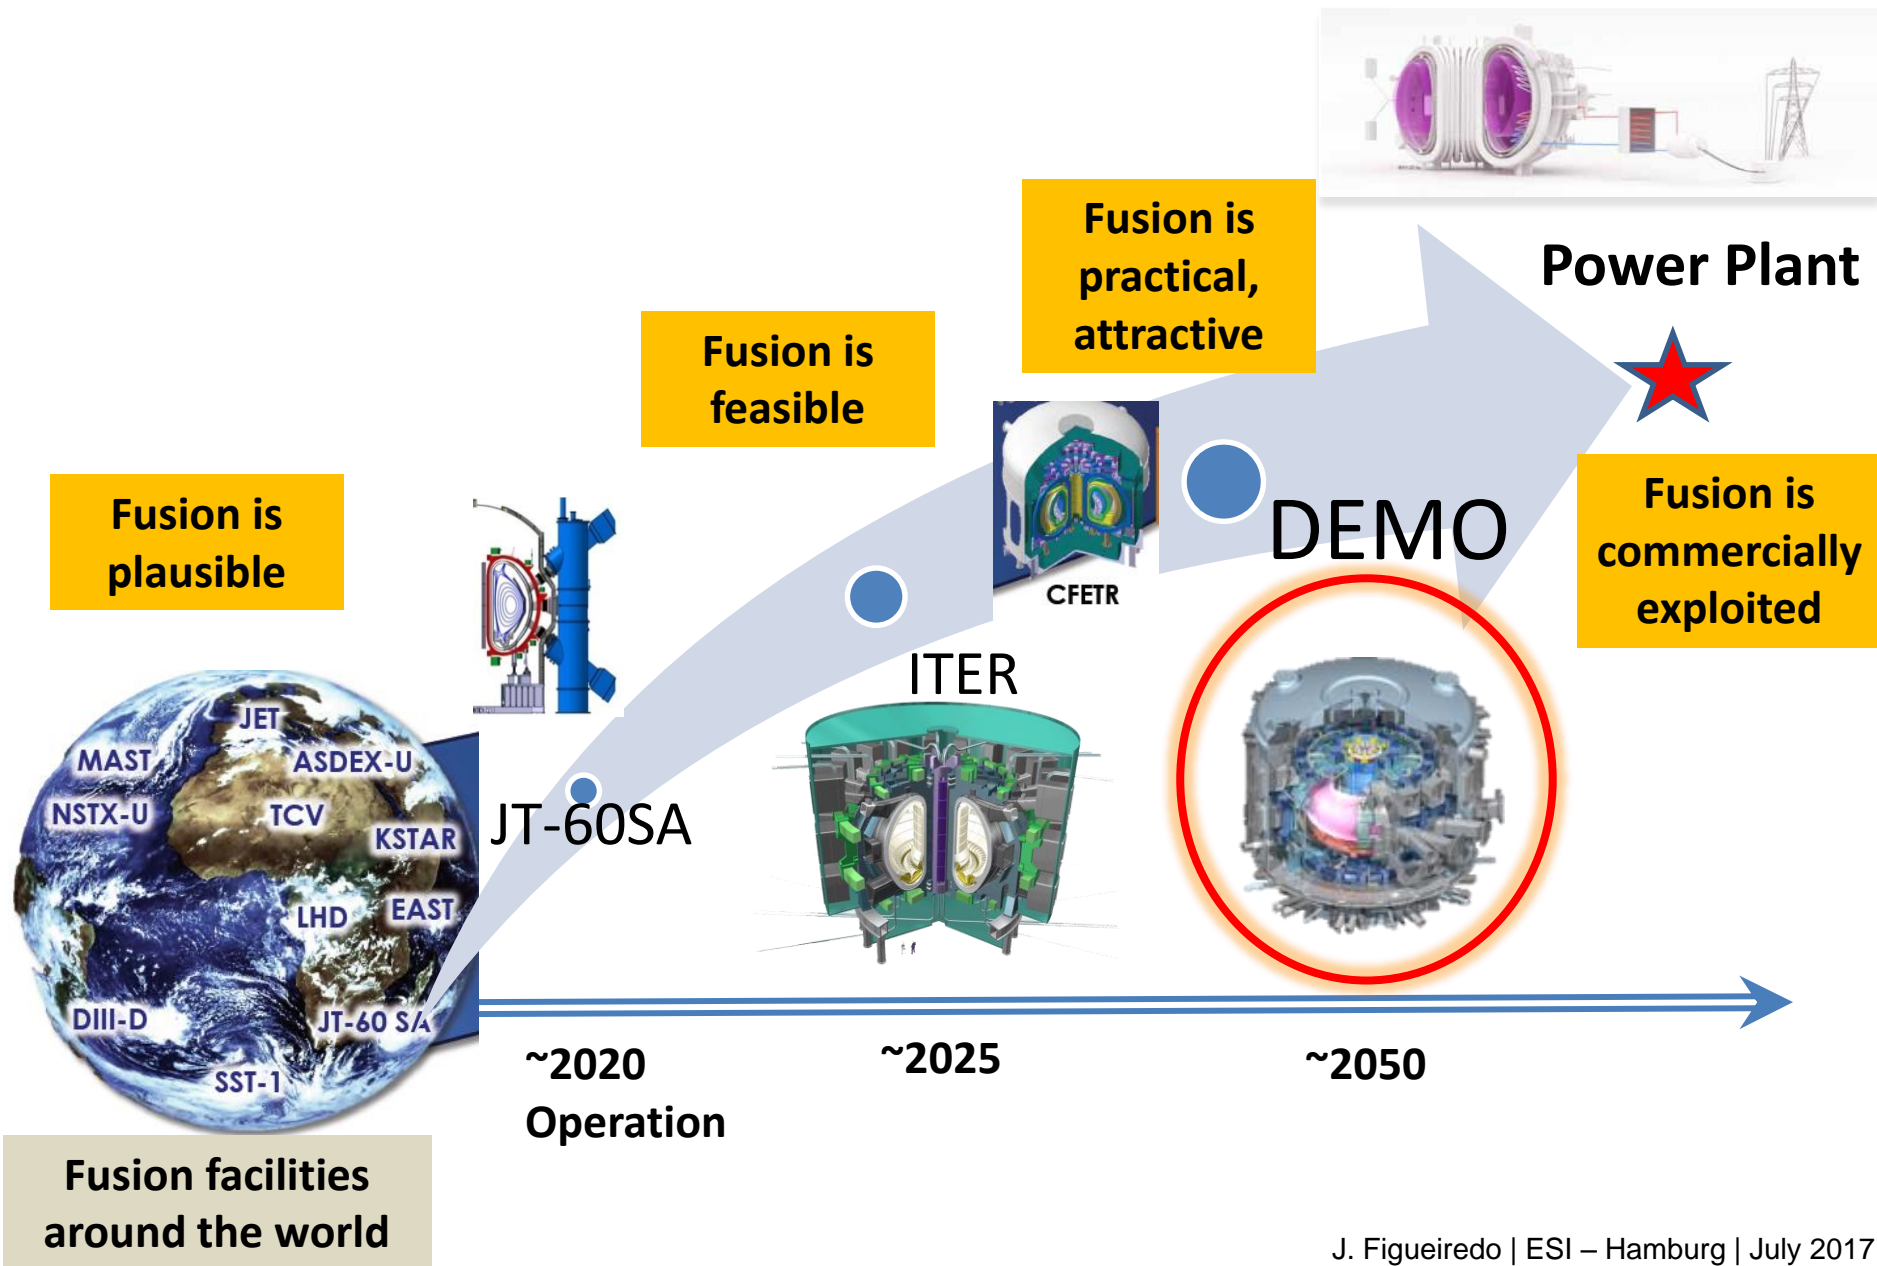 Power Plant
Fusion is
practical,
attractive
Fusion is
feasible
Fusion is
plausible
Fusion is
commercially
exploited
CFETR
DEMO
ITER
JT-60SA
JET
MAST
ASDEX-U
NSTX-U
TCV
KSTAR
LHD
EAST
DIII-D
JT-60 SA
SST-1
~2020
Operation
~2025
~2050
Fusion facilities
around the world
J. Figueiredo | ESI – Hamburg | July 2017